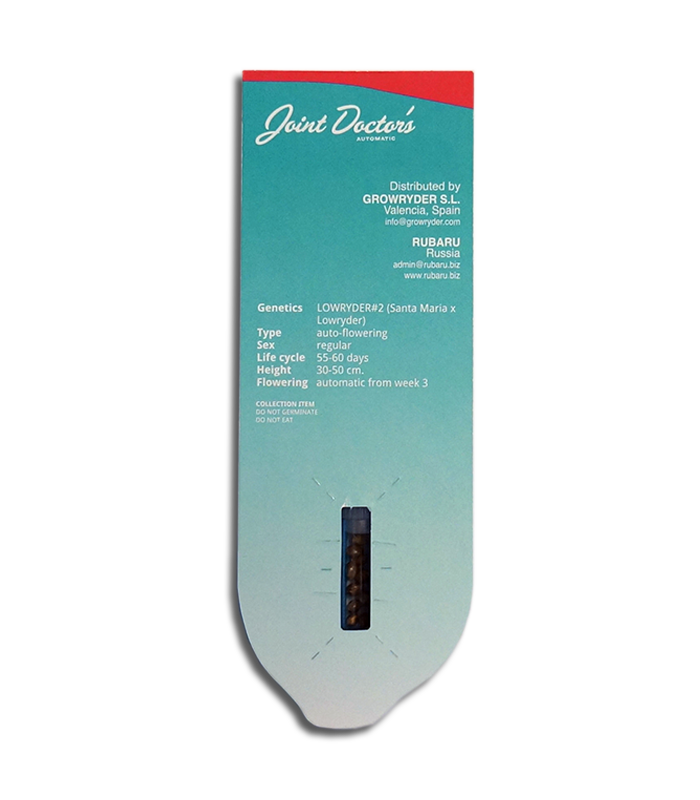 Joint Doctor's
AUTOMATIC
Distributed by
GROWRYDER S.L.
Valencia, Spain
info@growryder.com
RUBARU
Russia
admin@rubaru.biz
www.rubaru.biz
Genetics LOWRYDER#2 (Santa Maria x
Lowryder)
Type auto-flowering
Sex regular
Life cycle 55-60 days
Height 30-50 cm.
Flowering automatic from week 3
COLLECTION ITEM
DO NOT GERMINATE
DO NOT EAT